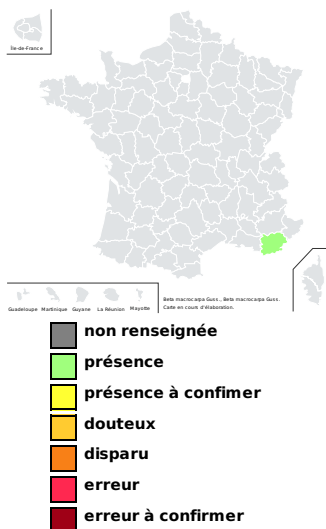 Île-de-France
Guadeloupe Martinique Guyane La Réunion Mayotte
Beta macrocarpa Guss., Beta macrocarpa Guss.
Carte en cours d'élaboration.
non renseignée
présence
présence à confimer
douteux
disparu
erreur
erreur à confirmer